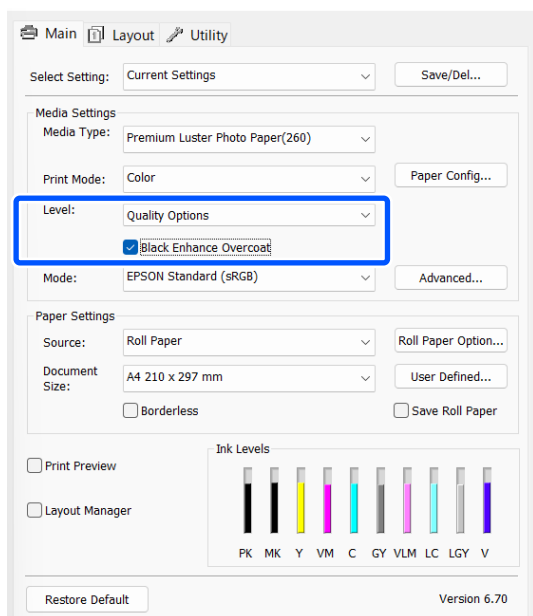 Main Layout Utility
Select Setting: Current Settings Save/Del...
Media Settings
Media Type: Premium Luster Photo Paper(260)
Print Mode: Color Paper Config...
Level: Quality Options
Black Enhance Overcoat
Mode: EPSON Standard (sRGB) Advanced...
Paper Settings
Source: Roll Paper Roll Paper Option...
Document
Size: A4 210 x 297 mm User Defined...
Borderless Save Roll Paper
Ink Levels
Print Preview
Layout Manager
PK MK Y VM C GY VLM LC LGY V
Restore Default Version 6.70